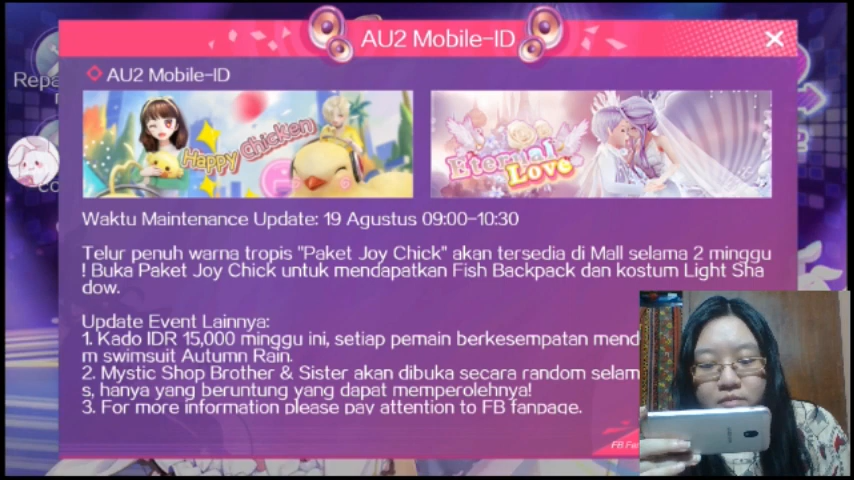 AU2 Mobile-ID
Repa
AU2 Mobile-ID
Happy chicken
Eternal
Love
Waktu Maintenance Update: 19 Agustus 09:00-10:30
Telur penuh warna tropis "Paket Joy Chick" akan tersedia di Mall selama 2 minggu
! Buka Paket Joy Chick untuk mendapatkan Fish Backpack dan kostum Light Sha
dow.
Update Event Lainnya:
1. Kado IDR 15,000 minggu ini, setiap pemain berkesempatan mend
m swimsuit Autumn Rain.
2. Mystic Shop Brother & Sister akan dibuka secara random selam
s, hanya yang beruntung yang dapat memperolehnya!
3. For more information please pay attention to FB fanpage.